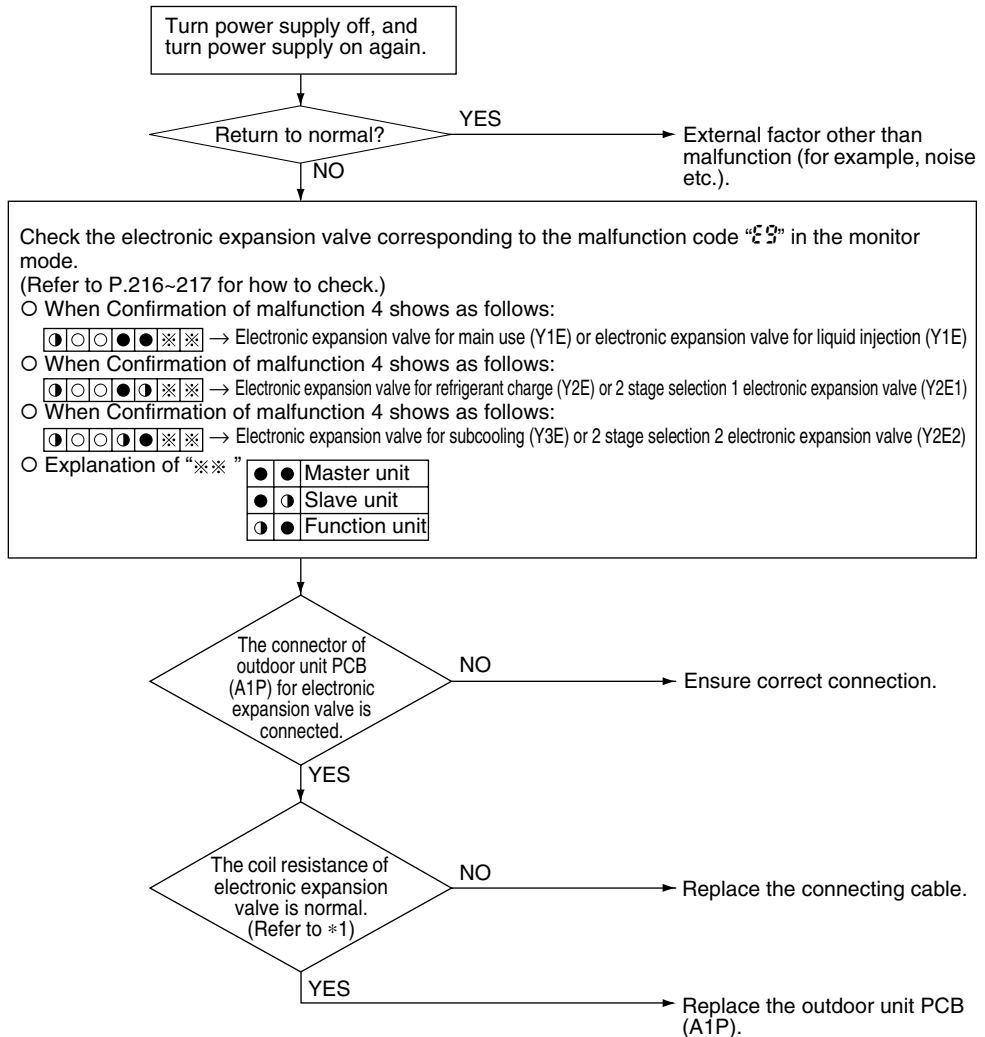 Turn power supply off, and
turn power supply on again.
Return to normal?
YES
External factor other than
malfunction (for example, noise
etc.).
NO
Check the electronic expansion valve corresponding to the malfunction code “E9” in the monitor
mode.
(Refer to P.216~217 for how to check.)
○ When Confirmation of malfunction 4 shows as follows:
◑ ○ ○ ● ● ※ ※ → Electronic expansion valve for main use (Y1E) or electronic expansion valve for liquid injection (Y1E)
○ When Confirmation of malfunction 4 shows as follows:
◑ ○ ○ ● ◑ ※ ※ → Electronic expansion valve for refrigerant charge (Y2E) or 2 stage selection 1 electronic expansion valve (Y2E1)
○ When Confirmation of malfunction 4 shows as follows:
◑ ○ ○ ◑ ● ※ ※ → Electronic expansion valve for subcooling (Y3E) or 2 stage selection 2 electronic expansion valve (Y2E2)
○ Explanation of “※※ ”
● ● Master unit
● ◑ Slave unit
◑ ● Function unit
The connector of
outdoor unit PCB
(A1P) for electronic
expansion valve is
connected.
NO
Ensure correct connection.
YES
The coil resistance of
electronic expansion
valve is normal.
(Refer to *1)
NO
Replace the connecting cable.
YES
Replace the outdoor unit PCB
(A1P).